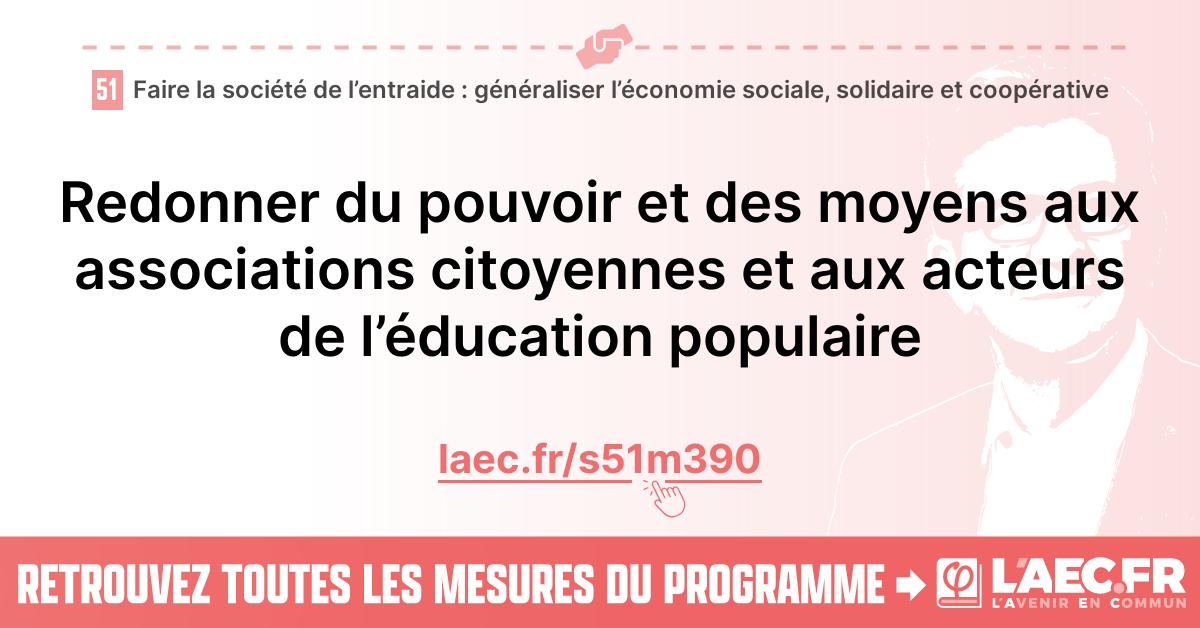 51 Faire la société de l’entraide : généraliser l’économie sociale, solidaire et coopérative
Redonner du pouvoir et des moyens aux
associations citoyennes et aux acteurs
de l’éducation populaire
laec.fr/s51m390
RETROUVEZ TOUTES LES MESURES DU PROGRAMME
φ
L’AEC.FR
L’AVENIR EN COMMUN